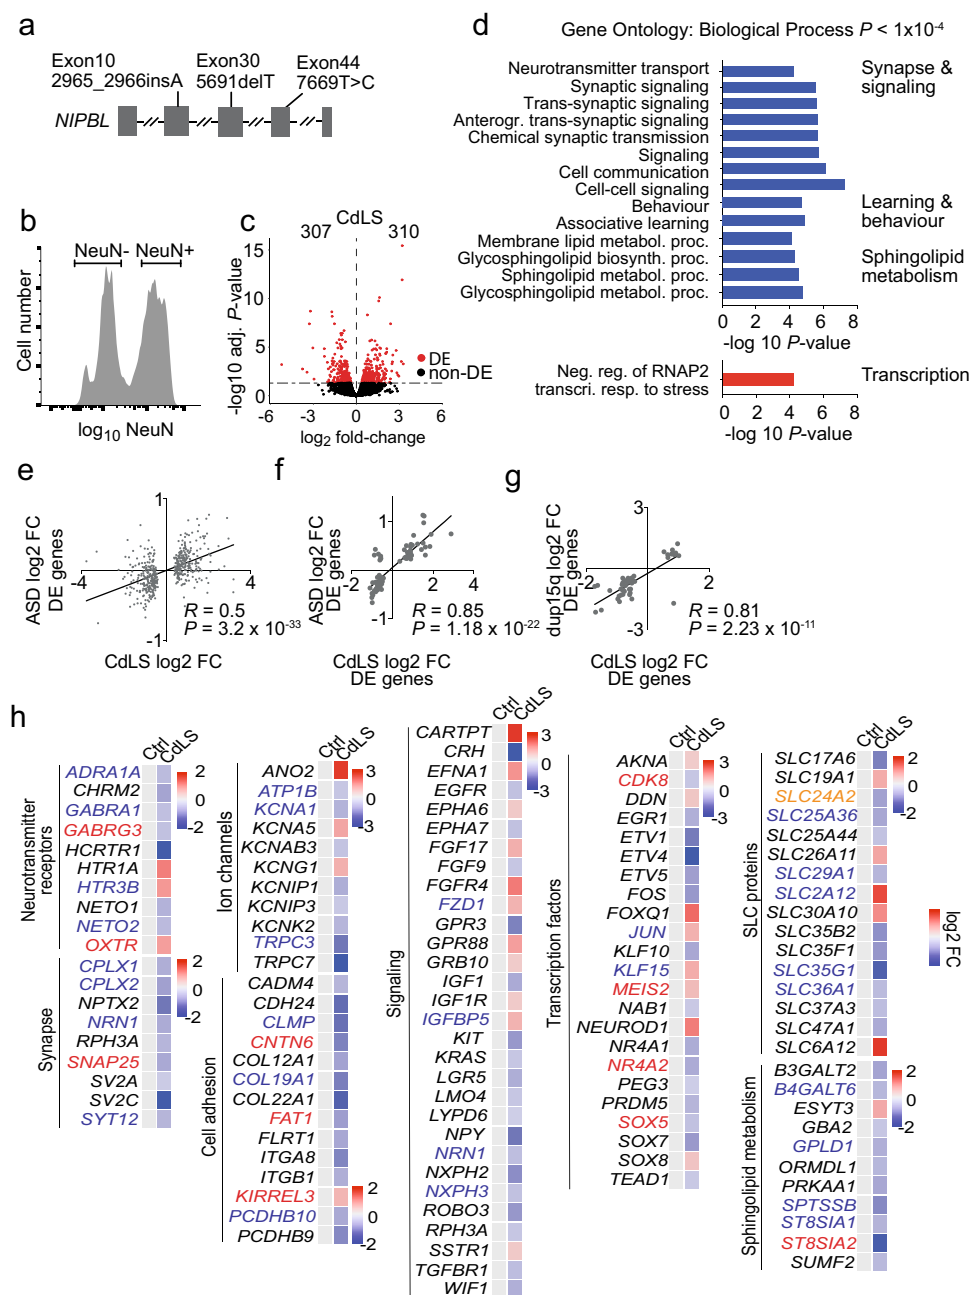 a
Exon10
2965_2966insA
Exon30
5691delT
Exon44
7669T>C
NIPBL
b
NeuN-
NeuN+
Cell number
log10 NeuN
c
CdLS
307
310
15
10
5
3
0
-6
-3
0
3
6
-log10 adj. P-value
log2 fold-change
DE
non-DE
d
Gene Ontology: Biological Process P < 1x10-4
Neurotransmitter transport
Synaptic signaling
Trans-synaptic signaling
Anterogr. trans-synaptic signaling
Chemical synaptic transmission
Signaling
Cell communication
Cell-cell signaling
Behaviour
Associative learning
Membrane lipid metabol. proc.
Glycosphingolipid biosynth. proc.
Sphingolipid metabol. proc.
Glycosphingolipid metabol. proc.
Synapse &
signaling
Learning &
behaviour
Sphingolipid
metabolism
0 2 4 6 8
-log 10 P-value
Neg. reg. of RNAP2
transcri. resp. to stress
Transcription
0 2 4 6 8
-log 10 P-value
e
1
-4
4
-1
ASD log2 FC
DE genes
R = 0.5
P = 3.2 x 10-33
CdLS log2 FC
f
1
-2
0
2
4
-1
ASD log2 FC
DE genes
R = 0.85
P = 1.18 x 10-22
CdLS log2 FC
DE genes
g
3
-2
2
-3
dup15q log2 FC
DE genes
R = 0.81
P = 2.23 x 10-11
CdLS log2 FC
DE genes
h
Ctrl
CdLS
Neurotransmitter
receptors
ADRA1A
CHRM2
GABRA1
GABRG3
HCRTR1
HTR1A
HTR3B
NETO1
NETO2
OXTR
2
0
-2
Synapse
CPLX1
CPLX2
NPTX2
NRN1
RPH3A
SNAP25
SV2A
SV2C
SYT12
2
0
-2
Ctrl
CdLS
Ion channels
ANO2
ATP1B
KCNA1
KCNA5
KCNAB3
KCNG1
KCNIP1
KCNIP3
KCNK2
TRPC3
TRPC7
3
0
-3
Cell adhesion
CADM4
CDH24
CLMP
CNTN6
COL12A1
COL19A1
COL22A1
FAT1
FLRT1
ITGA8
ITGB1
KIRREL3
PCDHB10
PCDHB9
2
0
-2
Ctrl
CdLS
Signaling
CARTPT
CRH
EFNA1
EGFR
EPHA6
EPHA7
FGF17
FGF9
FGFR4
FZD1
GPR3
GPR88
GRB10
IGF1
IGF1R
IGFBP5
KIT
KRAS
LGR5
LMO4
LYPD6
NPY
NRN1
NXPH2
NXPH3
ROBO3
RPH3A
SSTR1
TGFBR1
WIF1
3
0
-3
Ctrl
CdLS
Transcription factors
AKNA
CDK8
DDN
EGR1
ETV1
ETV4
ETV5
FOS
FOXQ1
JUN
KLF10
KLF15
MEIS2
NAB1
NEUROD1
NR4A1
NR4A2
PEG3
PRDM5
SOX5
SOX7
SOX8
TEAD1
3
0
-3
Ctrl
CdLS
SLC proteins
SLC17A6
SLC19A1
SLC24A2
SLC25A36
SLC25A44
SLC26A11
SLC29A1
SLC2A12
SLC30A10
SLC35B2
SLC35F1
SLC35G1
SLC36A1
SLC37A3
SLC47A1
SLC6A12
2
0
-2
log2 FC
Sphingolipid metabolism
B3GALT2
B4GALT6
ESYT3
GBA2
GPLD1
ORMDL1
PRKAA1
SPTSSB
ST8SIA1
ST8SIA2
SUMF2
2
0
-2